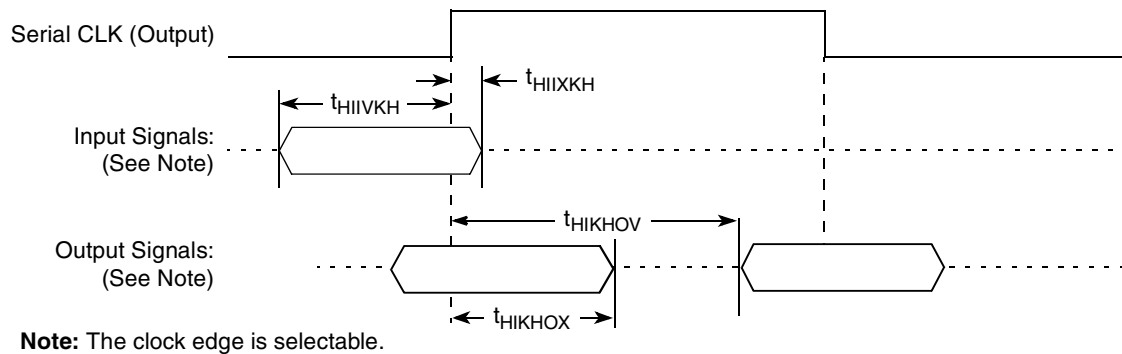 Serial CLK (Output)
tHIIXKH
tHIIVKH
Input Signals:
(See Note)
tHIKHOV
Output Signals:
(See Note)
tHIKHOX
Note: The clock edge is selectable.